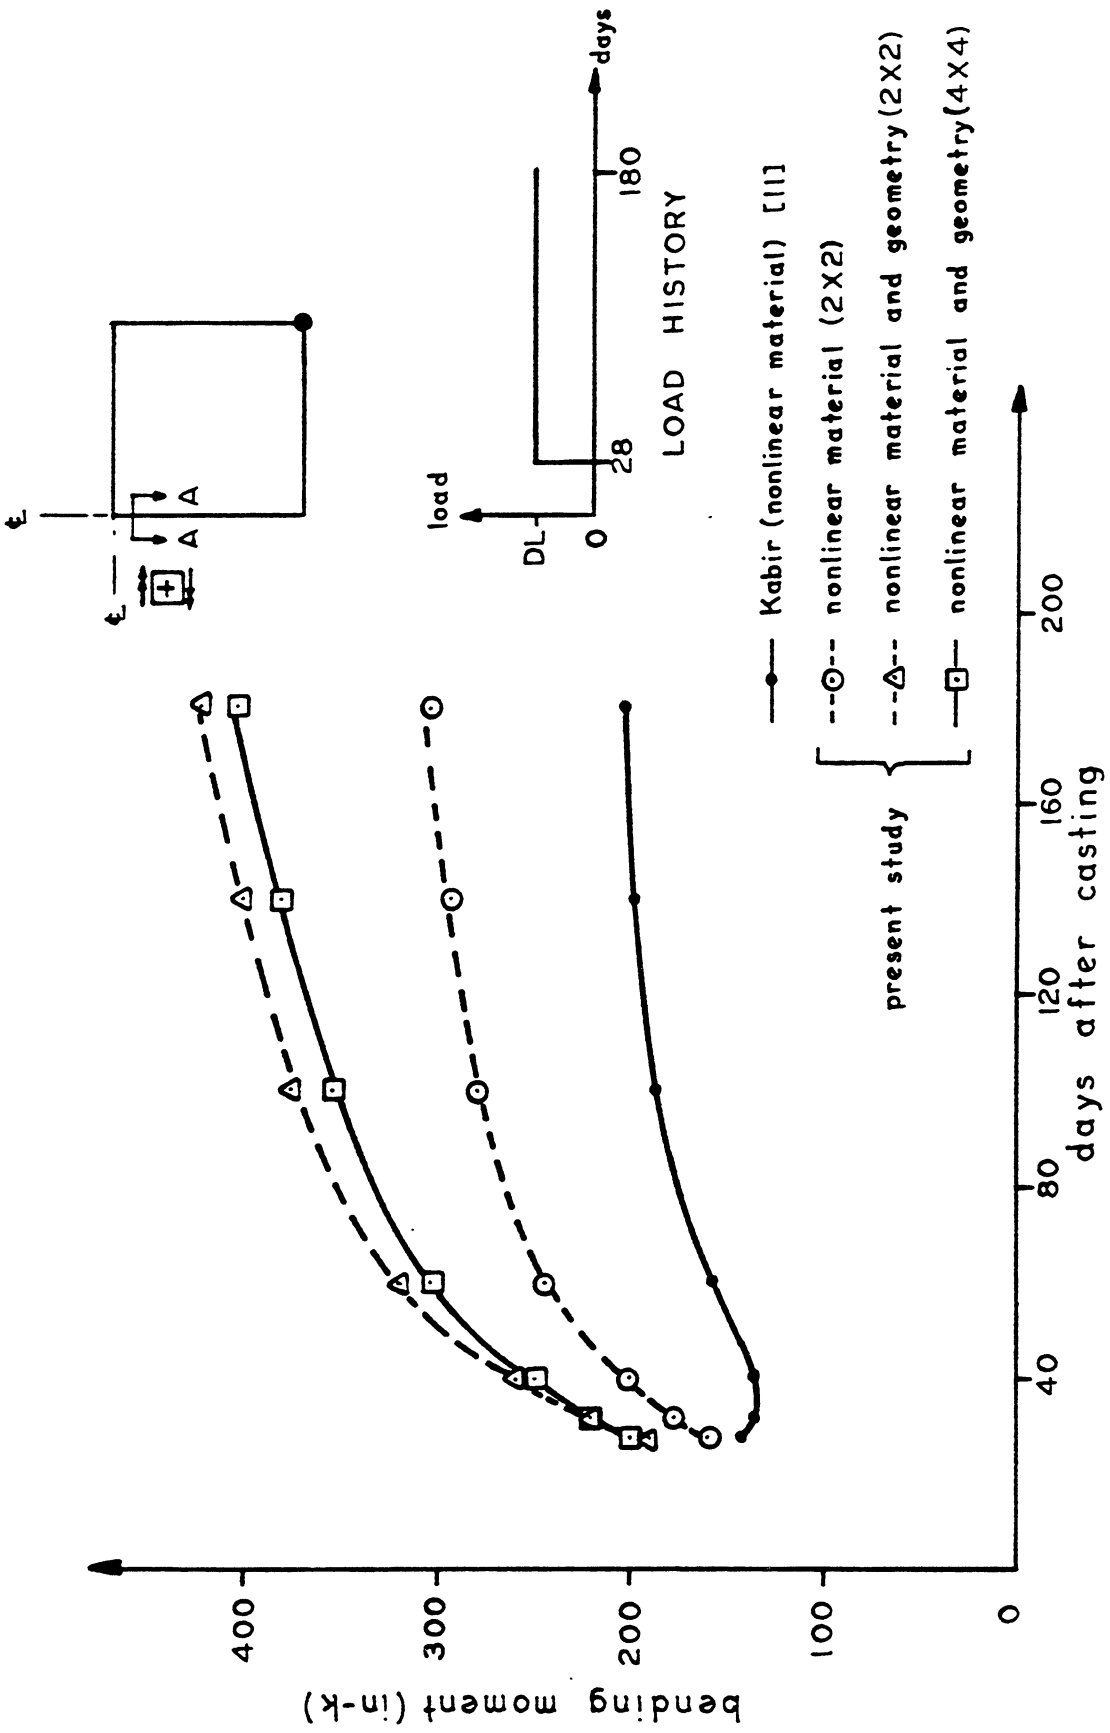 bending moment (in-k)
400
300
200
100
0
40
80
120
160
200
days after casting
℄
℄
A A
+
load
DL
0
28
180
days
LOAD HISTORY
Kabir (nonlinear material) [11]
nonlinear material (2X2)
nonlinear material and geometry (2X2)
nonlinear material and geometry (4X4)
present study